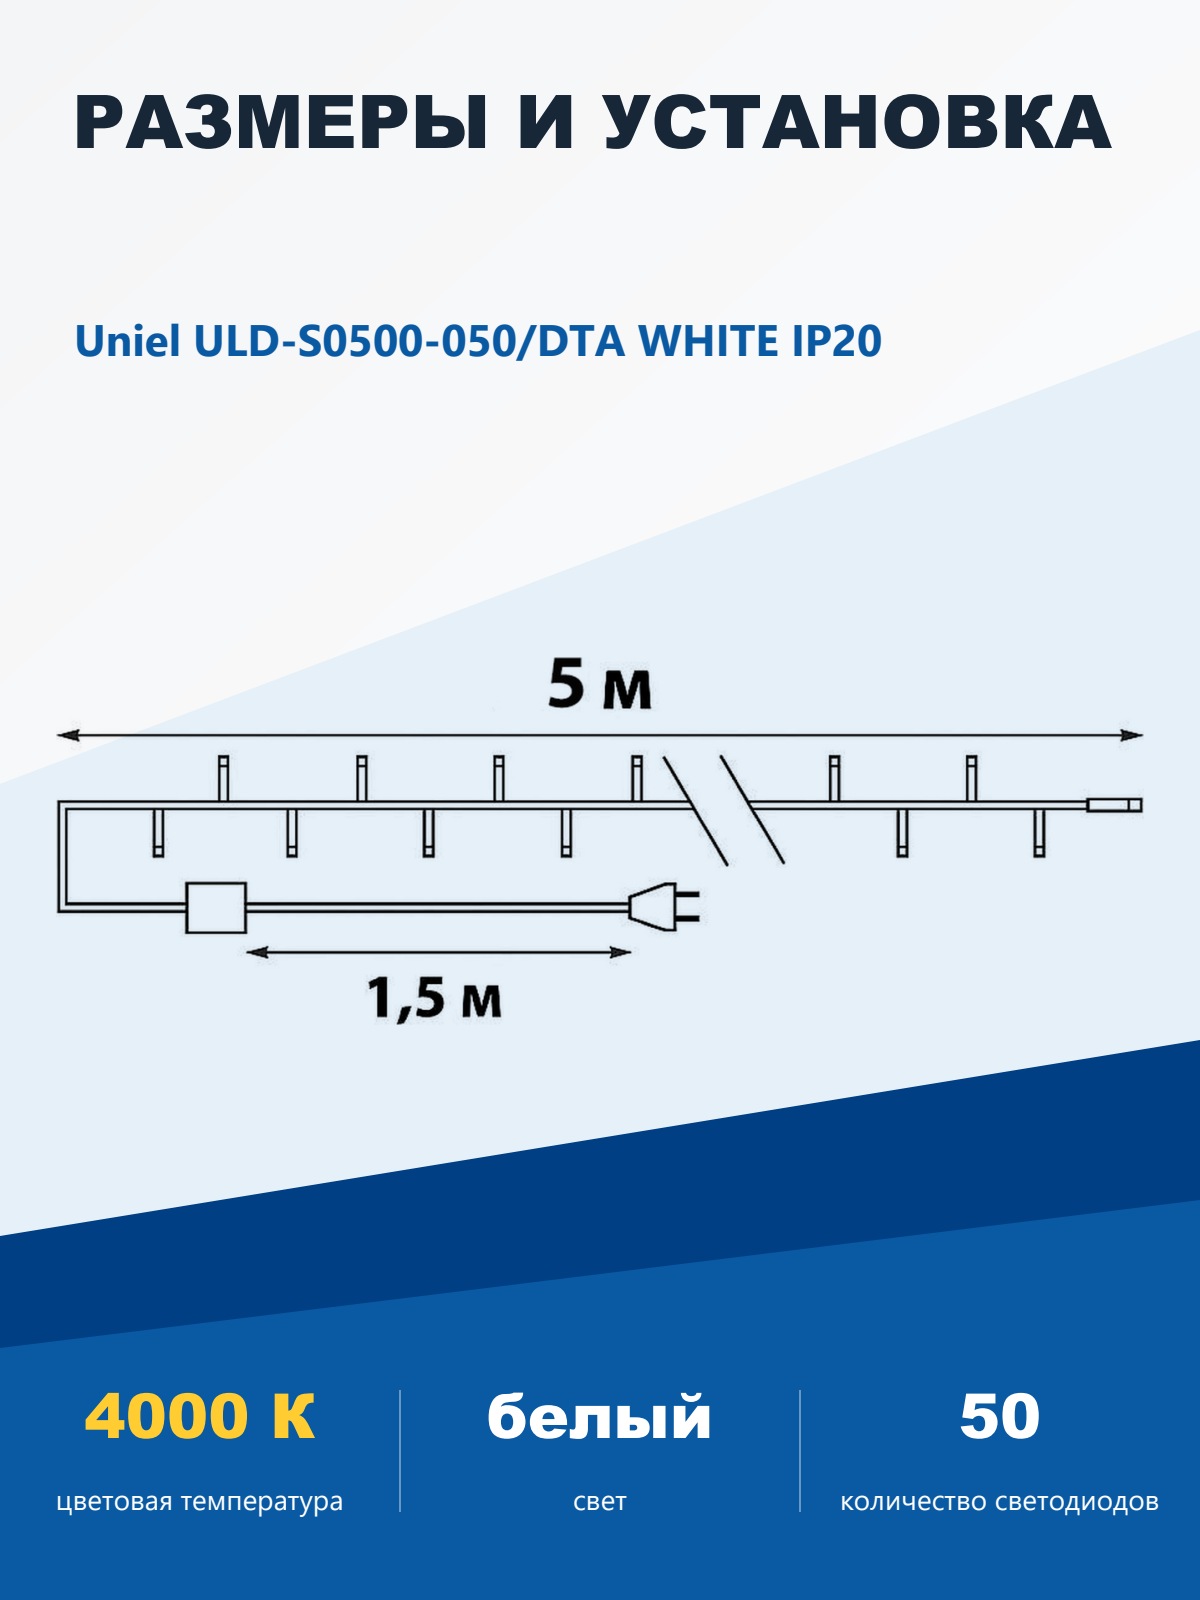 РАЗМЕРЫ И УСТАНОВКА
Uniel ULD-S0500-050/DTA WHITE IP20
5 м
1,5 м
4000 К
цветовая температура
белый
свет
50
количество светодиодов